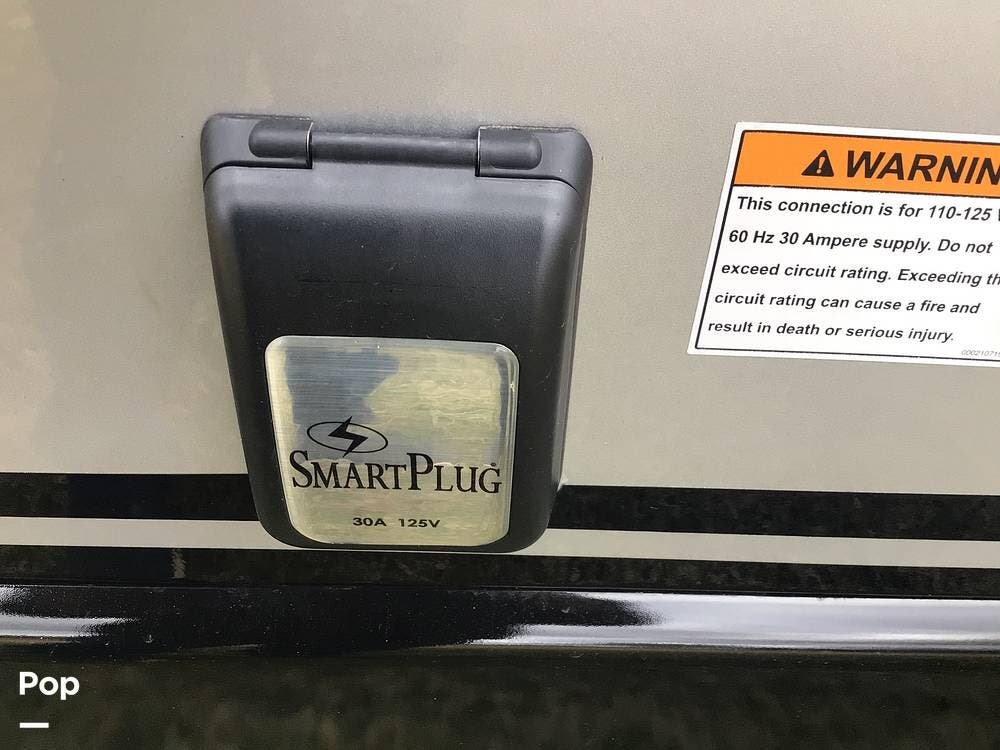 SMARTPLUG
30A 125V
WARNIN
This connection is for 110-125 V
60 Hz 30 Ampere supply. Do not
exceed circuit rating. Exceeding th
circuit rating can cause a fire and
result in death or serious injury.
Pop